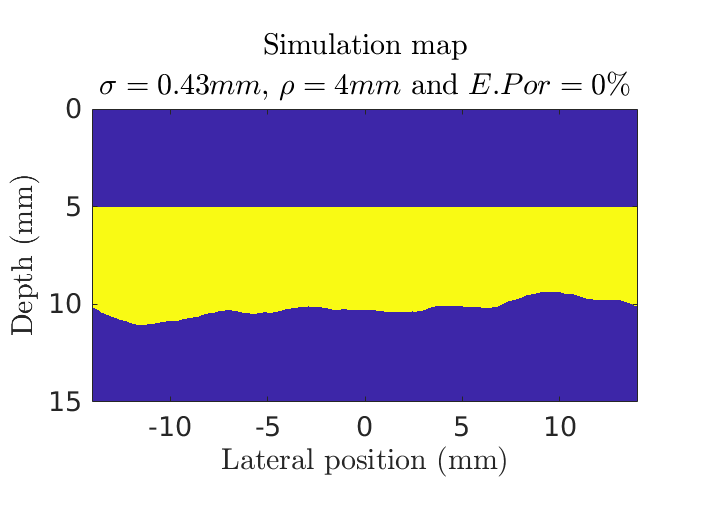 Simulation map
σ = 0.43mm, ρ = 4mm and E.Por = 0%
0
5
10
15
Depth (mm)
-10 -5 0 5 10
Lateral position (mm)